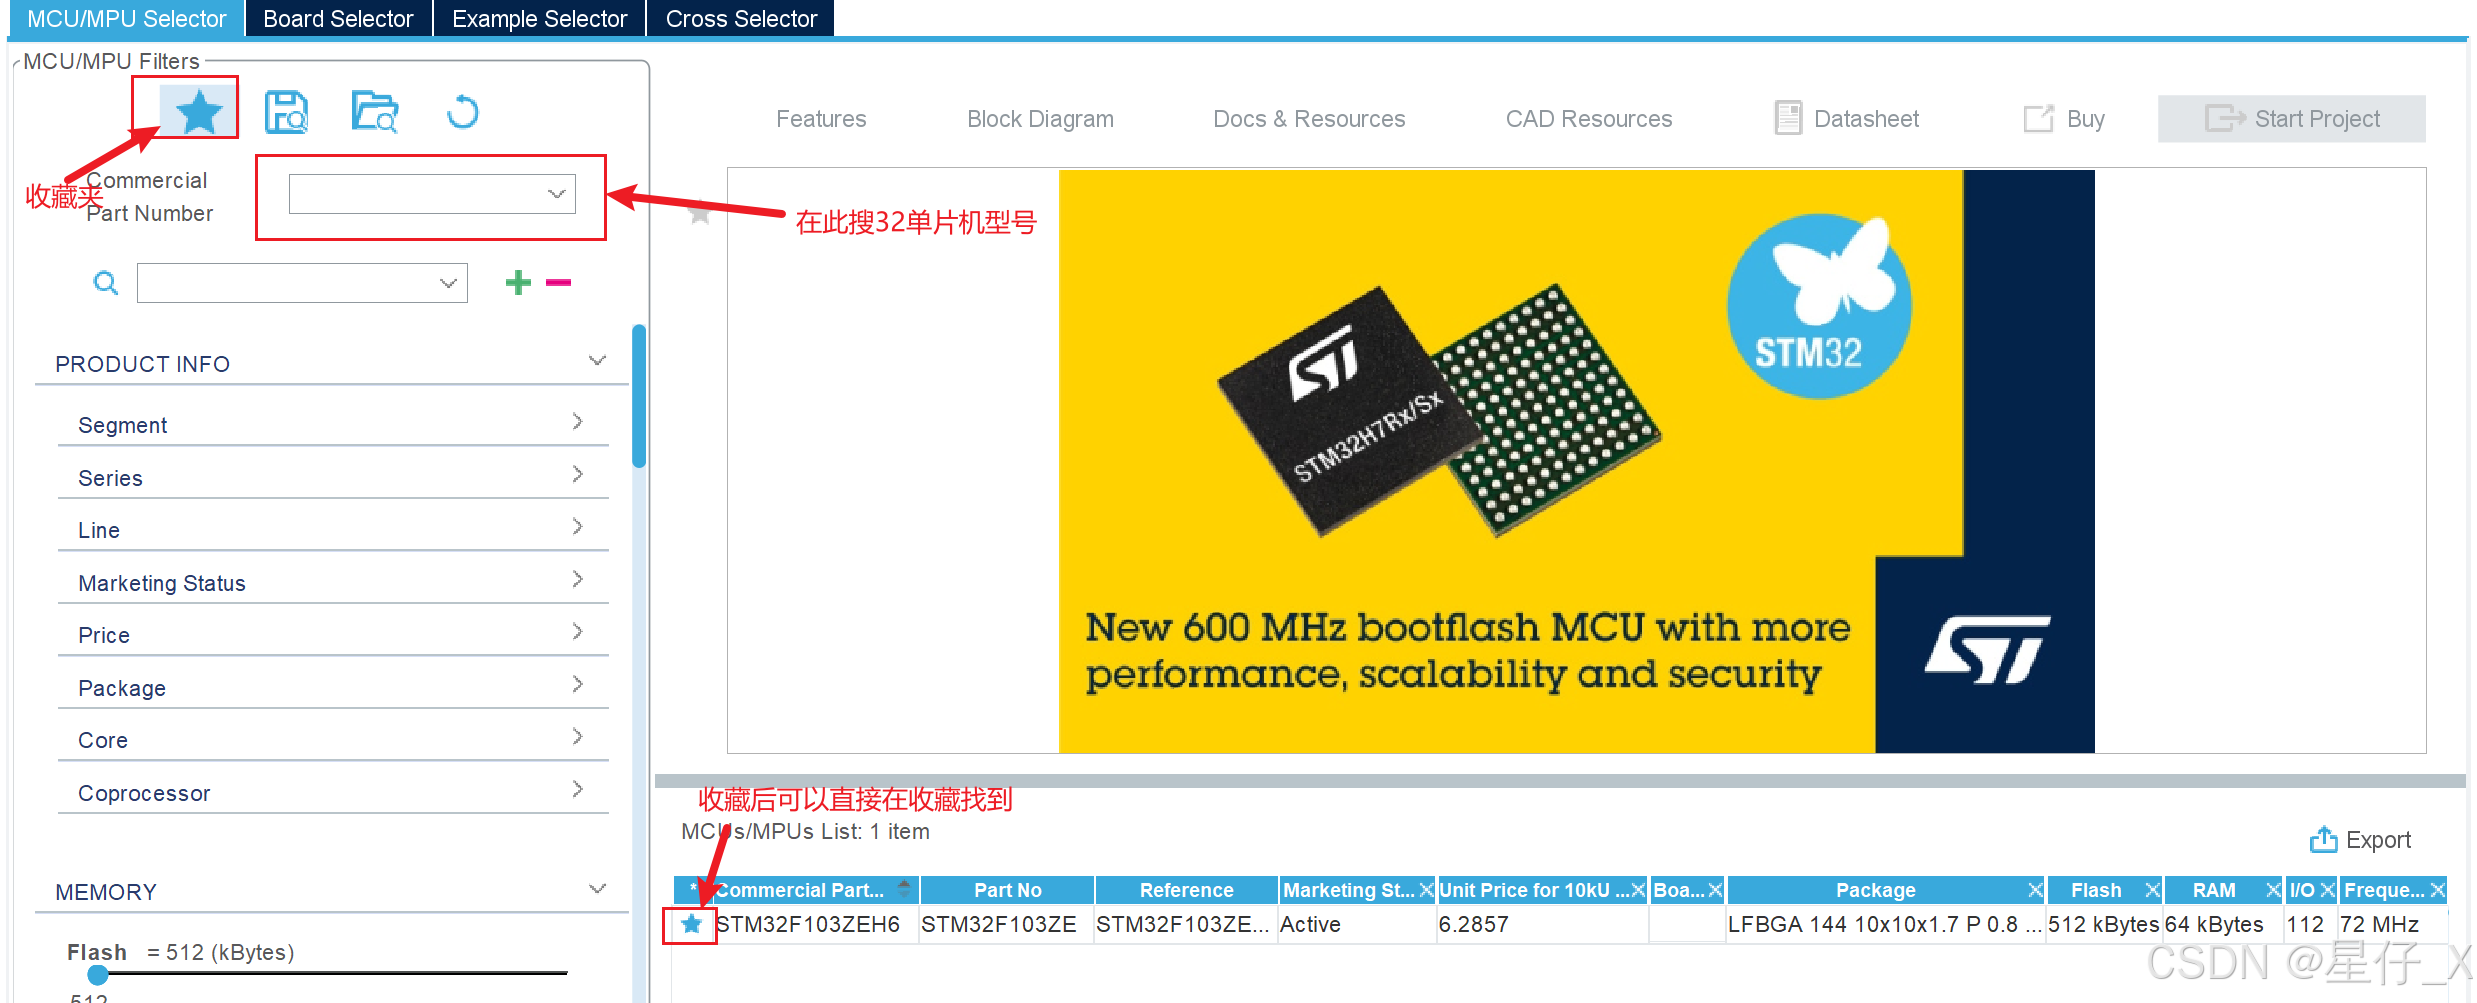 MCU/MPU Selector Board Selector Example Selector Cross Selector
MCU/MPU Filters
Features Block Diagram Docs & Resources CAD Resources Datasheet Buy Start Project
收藏夹
Commercial
Part Number
在此搜32单片机型号
PRODUCT INFO
Segment
Series
Line
Marketing Status
Price
Package
Core
Coprocessor
MEMORY
Flash = 512 (kBytes)
512
STM32
ST
STM32H7Rx/Sx
New 600 MHz bootflash MCU with more
performance, scalability and security
ST
收藏后可以直接在收藏找到
MCUs/MPUs List: 1 item
Export
* Commercial Part... Part No Reference Marketing St... Unit Price for 10kU ... Boa... Package Flash RAM I/O Freque...
STM32F103ZEH6 STM32F103ZE STM32F103ZE... Active 6.2857 LFBGA 144 10x10x1.7 P 0.8 ... 512 kBytes 64 kBytes 112 72 MHz
CSDN @星仔_X